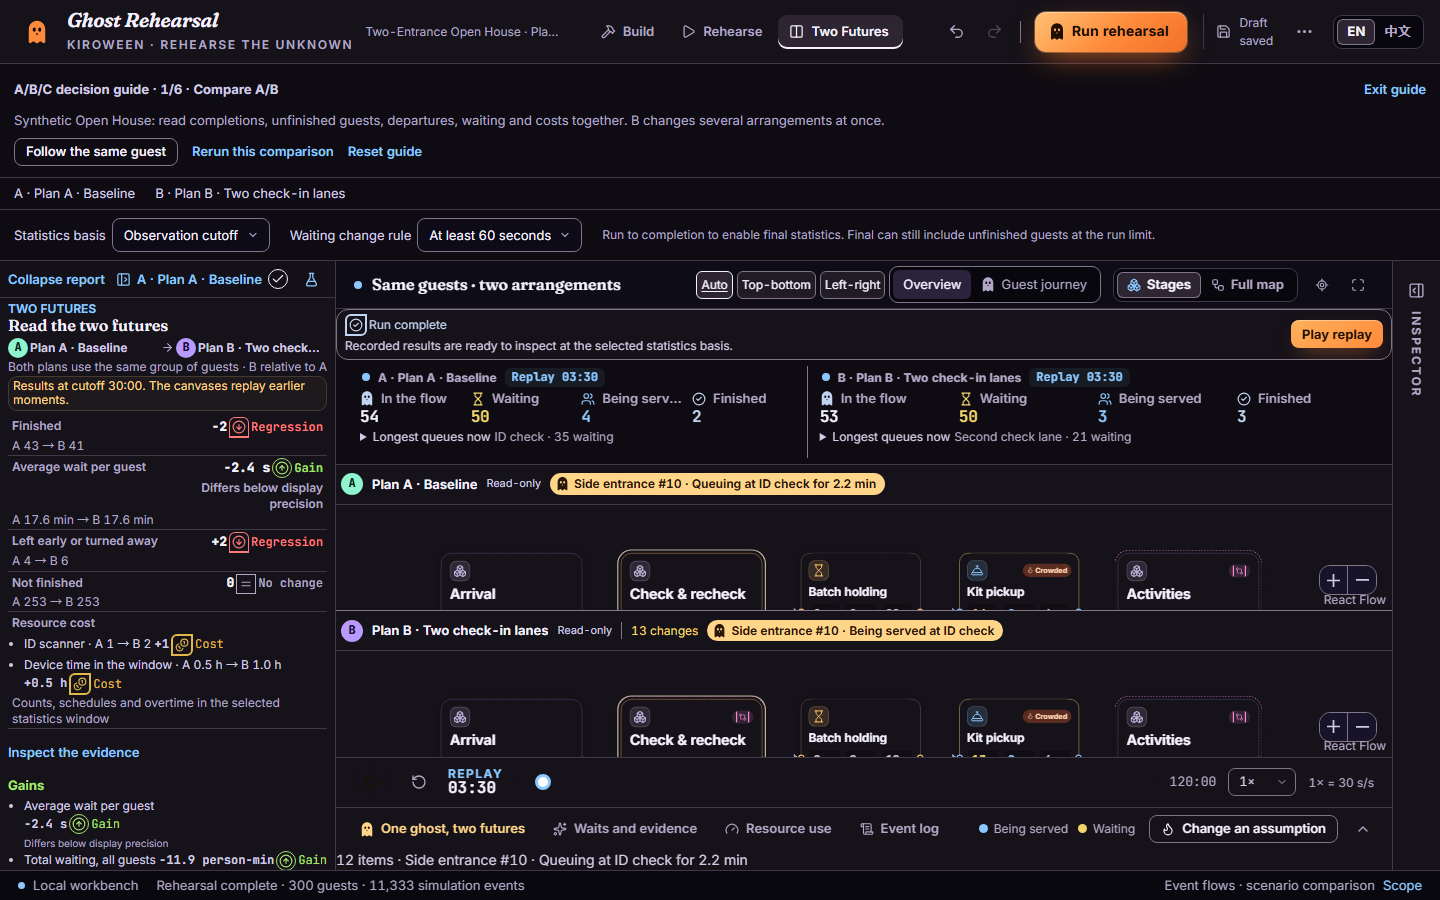 Ghost Rehearsal
KIROWEEN · REHEARSE THE UNKNOWN
Two-Entrance Open House · Pla...
Build
Rehearse
Two Futures
Run rehearsal
Draft saved
EN
中文
A/B/C decision guide · 1/6 · Compare A/B
Exit guide
Synthetic Open House: read completions, unfinished guests, departures, waiting and costs together. B changes several arrangements at once.
Follow the same guest
Rerun this comparison
Reset guide
A · Plan A · Baseline
B · Plan B · Two check-in lanes
Statistics basis
Observation cutoff
Waiting change rule
At least 60 seconds
Run to completion to enable final statistics. Final can still include unfinished guests at the run limit.
Collapse report
A · Plan A · Baseline
TWO FUTURES
Read the two futures
A Plan A · Baseline → B Plan B · Two check...
Both plans use the same group of guests · B relative to A
Results at cutoff 30:00. The canvases replay earlier
moments.
Finished -2 Regression
A 43 → B 41
Average wait per guest -2.4 s Gain
Differs below display
precision
A 17.6 min → B 17.6 min
Left early or turned away +2 Regression
A 4 → B 6
Not finished 0 = No change
A 253 → B 253
Resource cost
• ID scanner · A 1 → B 2 +1 Cost
• Device time in the window · A 0.5 h → B 1.0 h
+0.5 h Cost
Counts, schedules and overtime in the selected
statistics window
Inspect the evidence
Gains
• Average wait per guest
-2.4 s Gain
Differs below display precision
• Total waiting, all guests -11.9 person-min Gain
Same guests · two arrangements
Auto
Top-bottom
Left-right
Overview
Guest journey
Stages
Full map
Run complete
Recorded results are ready to inspect at the selected statistics basis.
Play replay
A · Plan A · Baseline Replay 03:30
In the flow Waiting Being serv... Finished
54 50 4 2
Longest queues now ID check · 35 waiting
B · Plan B · Two check-in lanes Replay 03:30
In the flow Waiting Being served Finished
53 50 3 3
Longest queues now Second check lane · 21 waiting
INSPECTOR
A Plan A · Baseline Read-only Side entrance #10 · Queuing at ID check for 2.2 min
Arrival
Check & recheck
Batch holding
Crowded
Kit pickup
Activities
+ −
React Flow
B Plan B · Two check-in lanes Read-only 13 changes Side entrance #10 · Being served at ID check
Arrival
Check & recheck
Batch holding
Crowded
Kit pickup
Activities
+ −
React Flow
REPLAY
03:30
120:00
1×
1× = 30 s/s
One ghost, two futures
Waits and evidence
Resource use
Event log
Being served
Waiting
Change an assumption
12 items · Side entrance #10 · Queuing at ID check for 2.2 min
Local workbench
Rehearsal complete · 300 guests · 11,333 simulation events
Event flows · scenario comparison
Scope